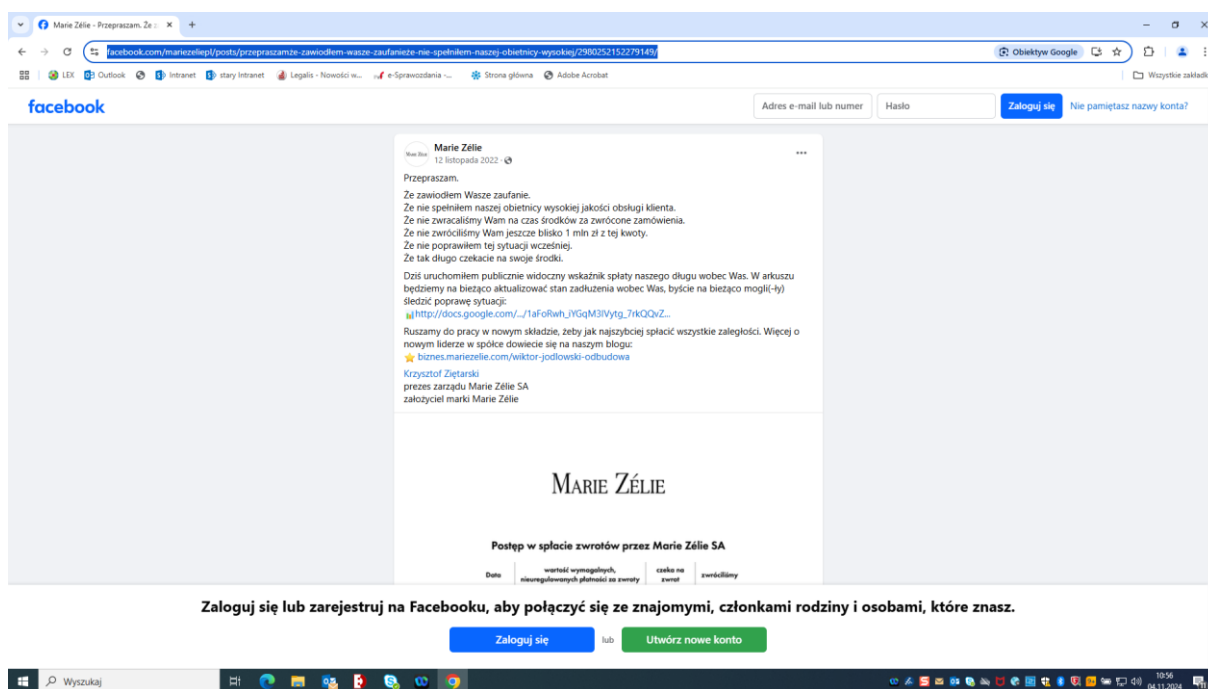 Marie Zélie - Przepraszam. Że z
facebook.com/mariezeliepl/posts/przepraszamże-zawiodłem-wasze-zaufanieże-nie-spełniłem-naszej-obietnicy-wysokiej/2980252152279149/
Obiektyw Google
LEX
Outlook
Intranet
stary Intranet
Legalis - Nowości w...
e-Sprawozdania -...
Strona główna
Adobe Acrobat
Wszystkie zakładk
facebook
Adres e-mail lub numer
Hasło
Zaloguj się
Nie pamiętasz nazwy konta?
Marie Zélie
12 listopada 2022 ·
Przepraszam.
Że zawiodłem Wasze zaufanie.
Że nie spełniłem naszej obietnicy wysokiej jakości obsługi klienta.
Że nie zwracaliśmy Wam na czas środków za zwrócone zamówienia.
Że nie zwróciliśmy Wam jeszcze blisko 1 mln zł z tej kwoty.
Że nie poprawiłem tej sytuacji wcześniej.
Że tak długo czekacie na swoje środki.
Dziś uruchomiłem publicznie widoczny wskaźnik spłaty naszego długu wobec Was. W arkuszu
będziemy na bieżąco aktualizować stan zadłużenia wobec Was, byście na bieżąco mogli(-ły)
śledzić poprawę sytuacji:
http://docs.google.com/.../1aFoRwh_iYGqM3lVytg_7rkQQvZ...
Ruszamy do pracy w nowym składzie, żeby jak najszybciej spłacić wszystkie zaległości. Więcej o
nowym liderze w spółce dowiecie się na naszym blogu:
biznes.mariezelie.com/wiktor-jodlowski-odbudowa
Krzysztof Ziętarski
prezes zarządu Marie Zélie SA
założyciel marki Marie Zélie
MARIE ZÉLIE
Postęp w spłacie zwrotów przez Marie Zélie SA
Data
wartość wymagalnych,
nieuregulowanych płatności za zwroty
czeka na
zwrot
zwróciliśmy
Zaloguj się lub zarejestruj na Facebooku, aby połączyć się ze znajomymi, członkami rodziny i osobami, które znasz.
Zaloguj się
lub
Utwórz nowe konto
Wyszukaj
10:56
04.11.2024